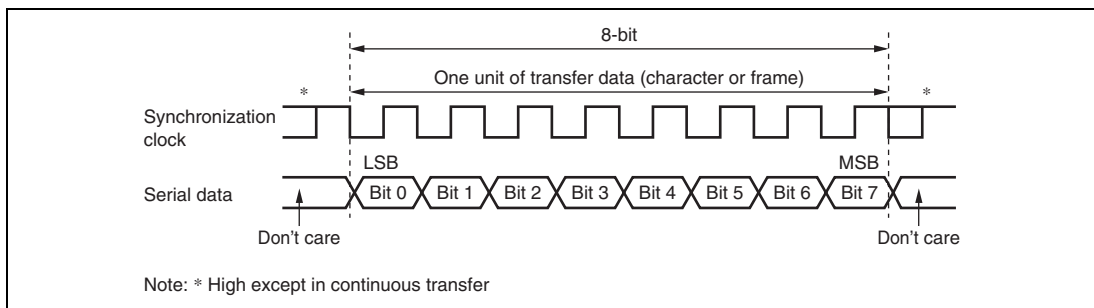 8-bit
One unit of transfer data (character or frame)
* *
Synchronization
clock
LSB MSB
Serial data Bit 0 Bit 1 Bit 2 Bit 3 Bit 4 Bit 5 Bit 6 Bit 7
Don't care Don't care
Note: * High except in continuous transfer